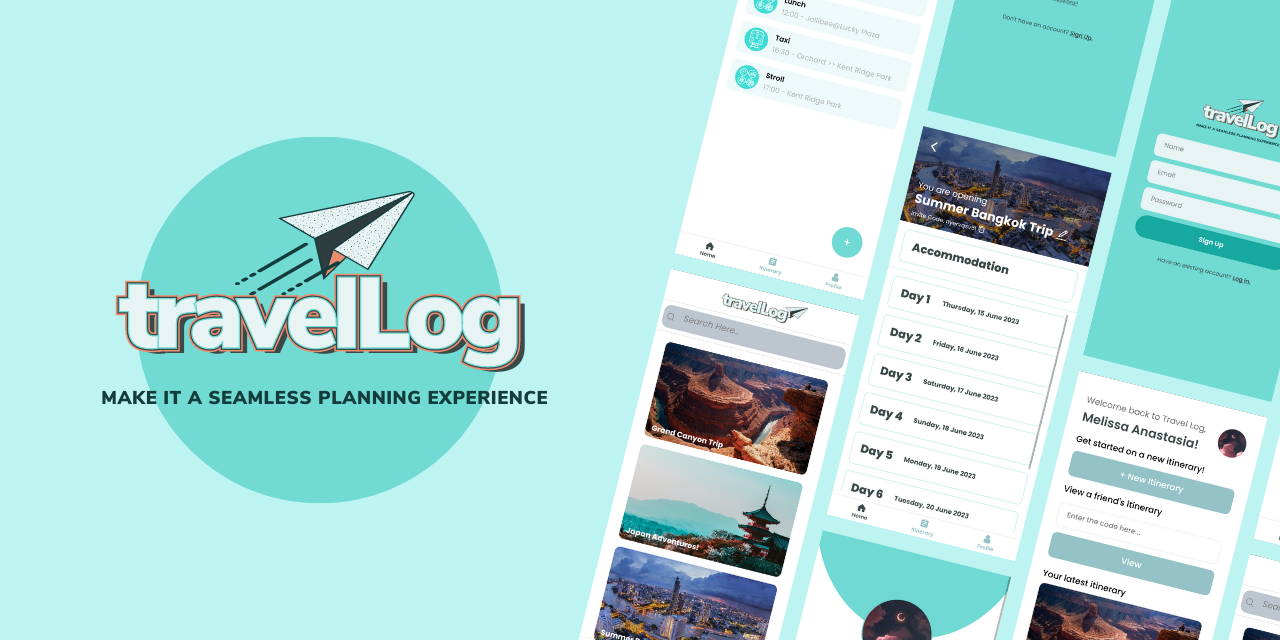 travelLog
MAKE IT A SEAMLESS PLANNING EXPERIENCE
Lunch
12:00 - Jollibee@Lucky Plaza
Taxi
16:30 - Orchard >> Kent Ridge Park
Stroll
17:00 - Kent Ridge Park
+
Home
Itinerary
Profile
travelLog
Search Here...
Grand Canyon Trip
Japan Adventures!
Don't have an account? Sign Up.
You are opening
Summer Bangkok Trip
Invite Code:
Accommodation
Day 1 Thursday, 15 June 2023
Day 2 Friday, 16 June 2023
Day 3 Saturday, 17 June 2023
Day 4 Sunday, 18 June 2023
Day 5 Monday, 19 June 2023
Day 6 Tuesday, 20 June 2023
Home
Itinerary
Profile
travelLog
MAKE IT A SEAMLESS PLANNING EXPERIENCE
Name
Email
Password
Sign Up
Have an existing account? Log in.
Welcome back to Travel Log,
Melissa Anastasia!
Get started on a new itinerary!
+ New Itinerary
View a friend's itinerary
Enter the code here...
View
Your latest itinerary